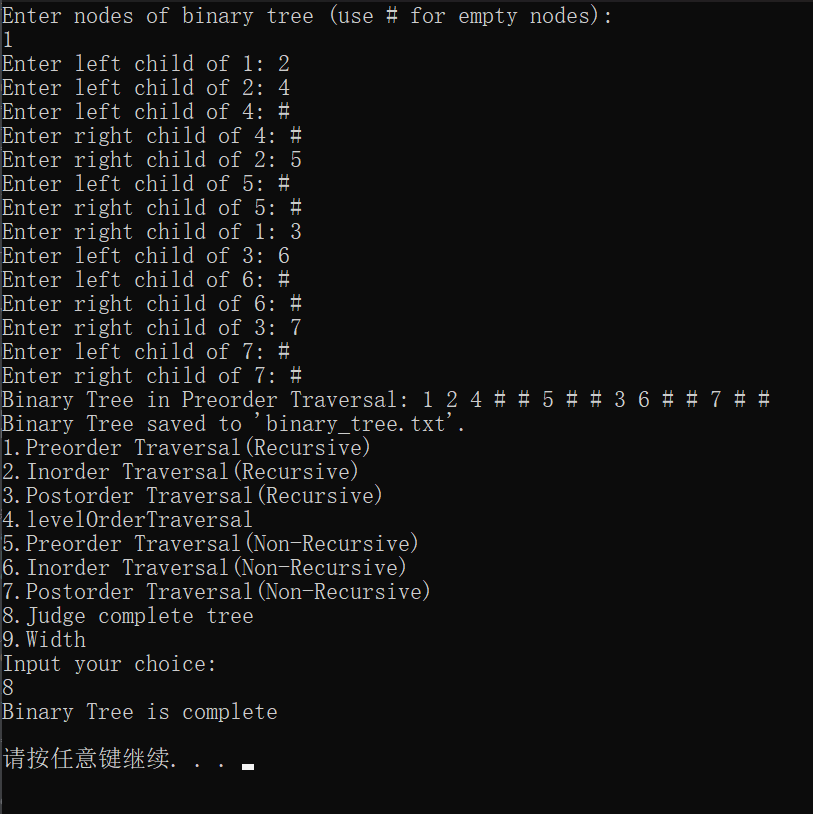 Enter nodes of binary tree (use # for empty nodes):
1
Enter left child of 1: 2
Enter left child of 2: 4
Enter left child of 4: #
Enter right child of 4: #
Enter right child of 2: 5
Enter left child of 5: #
Enter right child of 5: #
Enter right child of 1: 3
Enter left child of 3: 6
Enter left child of 6: #
Enter right child of 6: #
Enter right child of 3: 7
Enter left child of 7: #
Enter right child of 7: #
Binary Tree in Preorder Traversal: 1 2 4 # # 5 # # 3 6 # # 7 # #
Binary Tree saved to 'binary_tree.txt'.
1.Preorder Traversal(Recursive)
2.Inorder Traversal(Recursive)
3.Postorder Traversal(Recursive)
4.levelOrderTraversal
5.Preorder Traversal(Non-Recursive)
6.Inorder Traversal(Non-Recursive)
7.Postorder Traversal(Non-Recursive)
8.Judge complete tree
9.Width
Input your choice:
8
Binary Tree is complete
请按任意键继续. . .